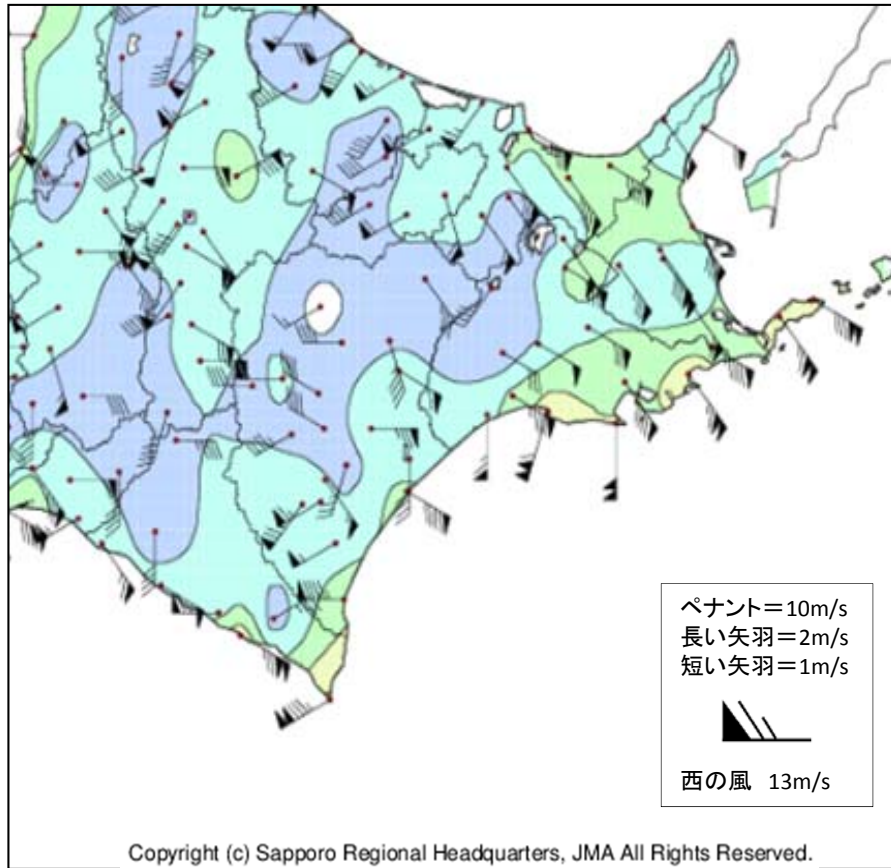 ペナント＝10m/s
長い矢羽＝2m/s
短い矢羽＝1m/s
西の風 13m/s
Copyright (c) Sapporo Regional Headquarters, JMA All Rights Reserved.